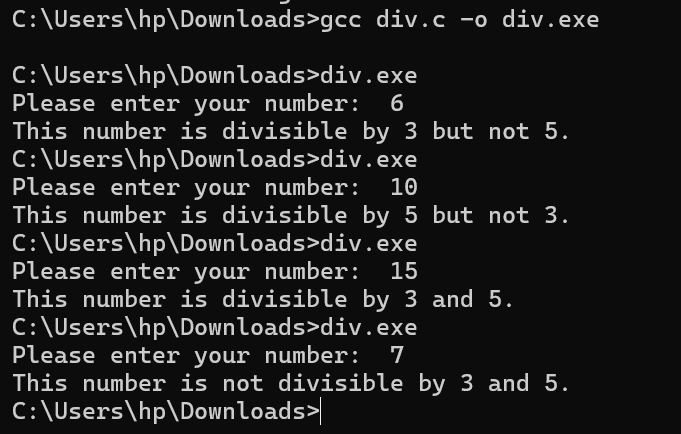 C:\Users\hp\Downloads>gcc div.c -o div.exe
C:\Users\hp\Downloads>div.exe
Please enter your number:  6
This number is divisible by 3 but not 5.
C:\Users\hp\Downloads>div.exe
Please enter your number:  10
This number is divisible by 5 but not 3.
C:\Users\hp\Downloads>div.exe
Please enter your number:  15
This number is divisible by 3 and 5.
C:\Users\hp\Downloads>div.exe
Please enter your number:  7
This number is not divisible by 3 and 5.
C:\Users\hp\Downloads>